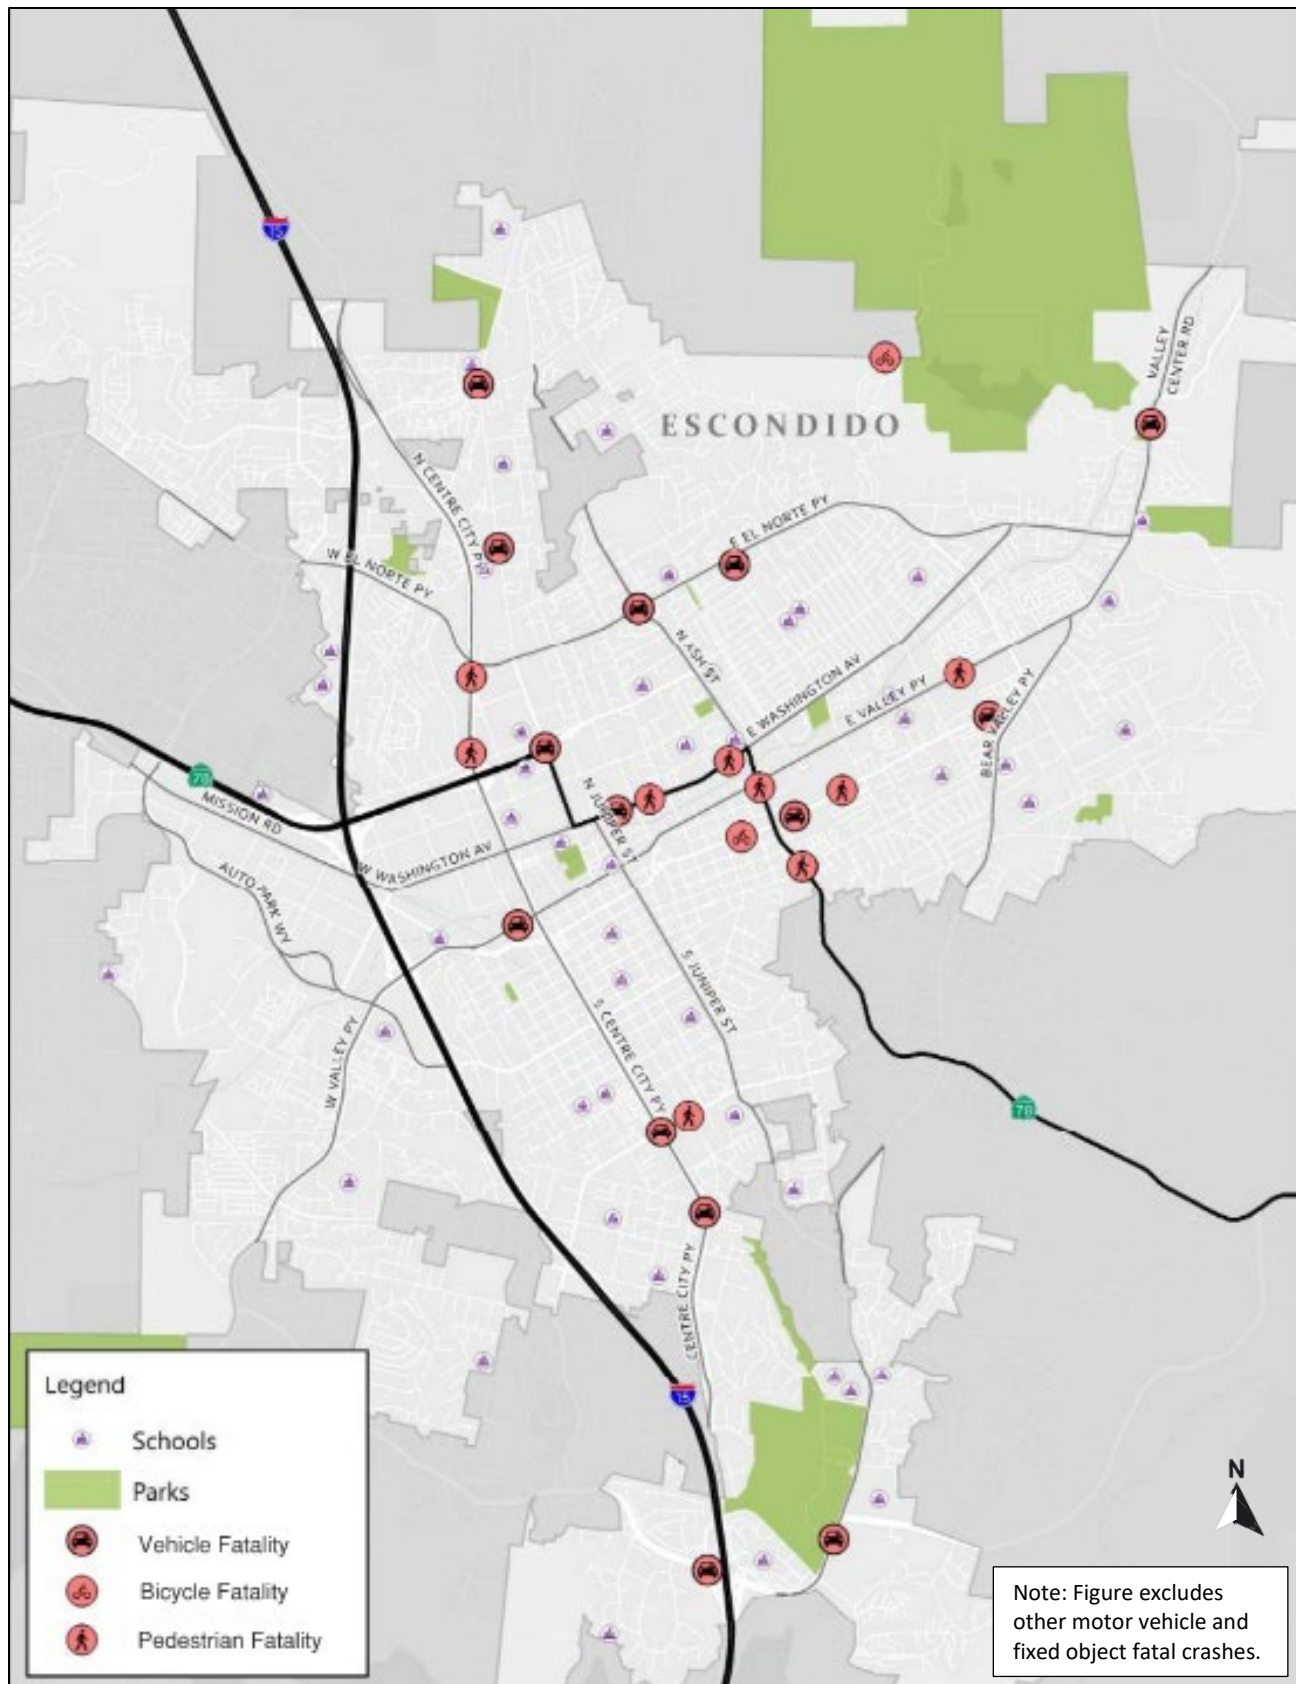 15
VALLEY
CENTER RD
ESCONDIDO
N CENTRE CITY PY
E EL NORTE PY
W EL NORTE PY
N ASH ST
E WASHINGTON AV
E VALLEY PY
BEAR VALLEY PY
78
MISSION RD
N JUNIPER ST
W WASHINGTON AV
AUTO PARK WY
S JUNIPER ST
S CENTRE CITY PY
W VALLEY PY
78
CENTRE CITY PY
15
Legend
Schools
Parks
Vehicle Fatality
Bicycle Fatality
Pedestrian Fatality
N
Note: Figure excludes
other motor vehicle and
fixed object fatal crashes.